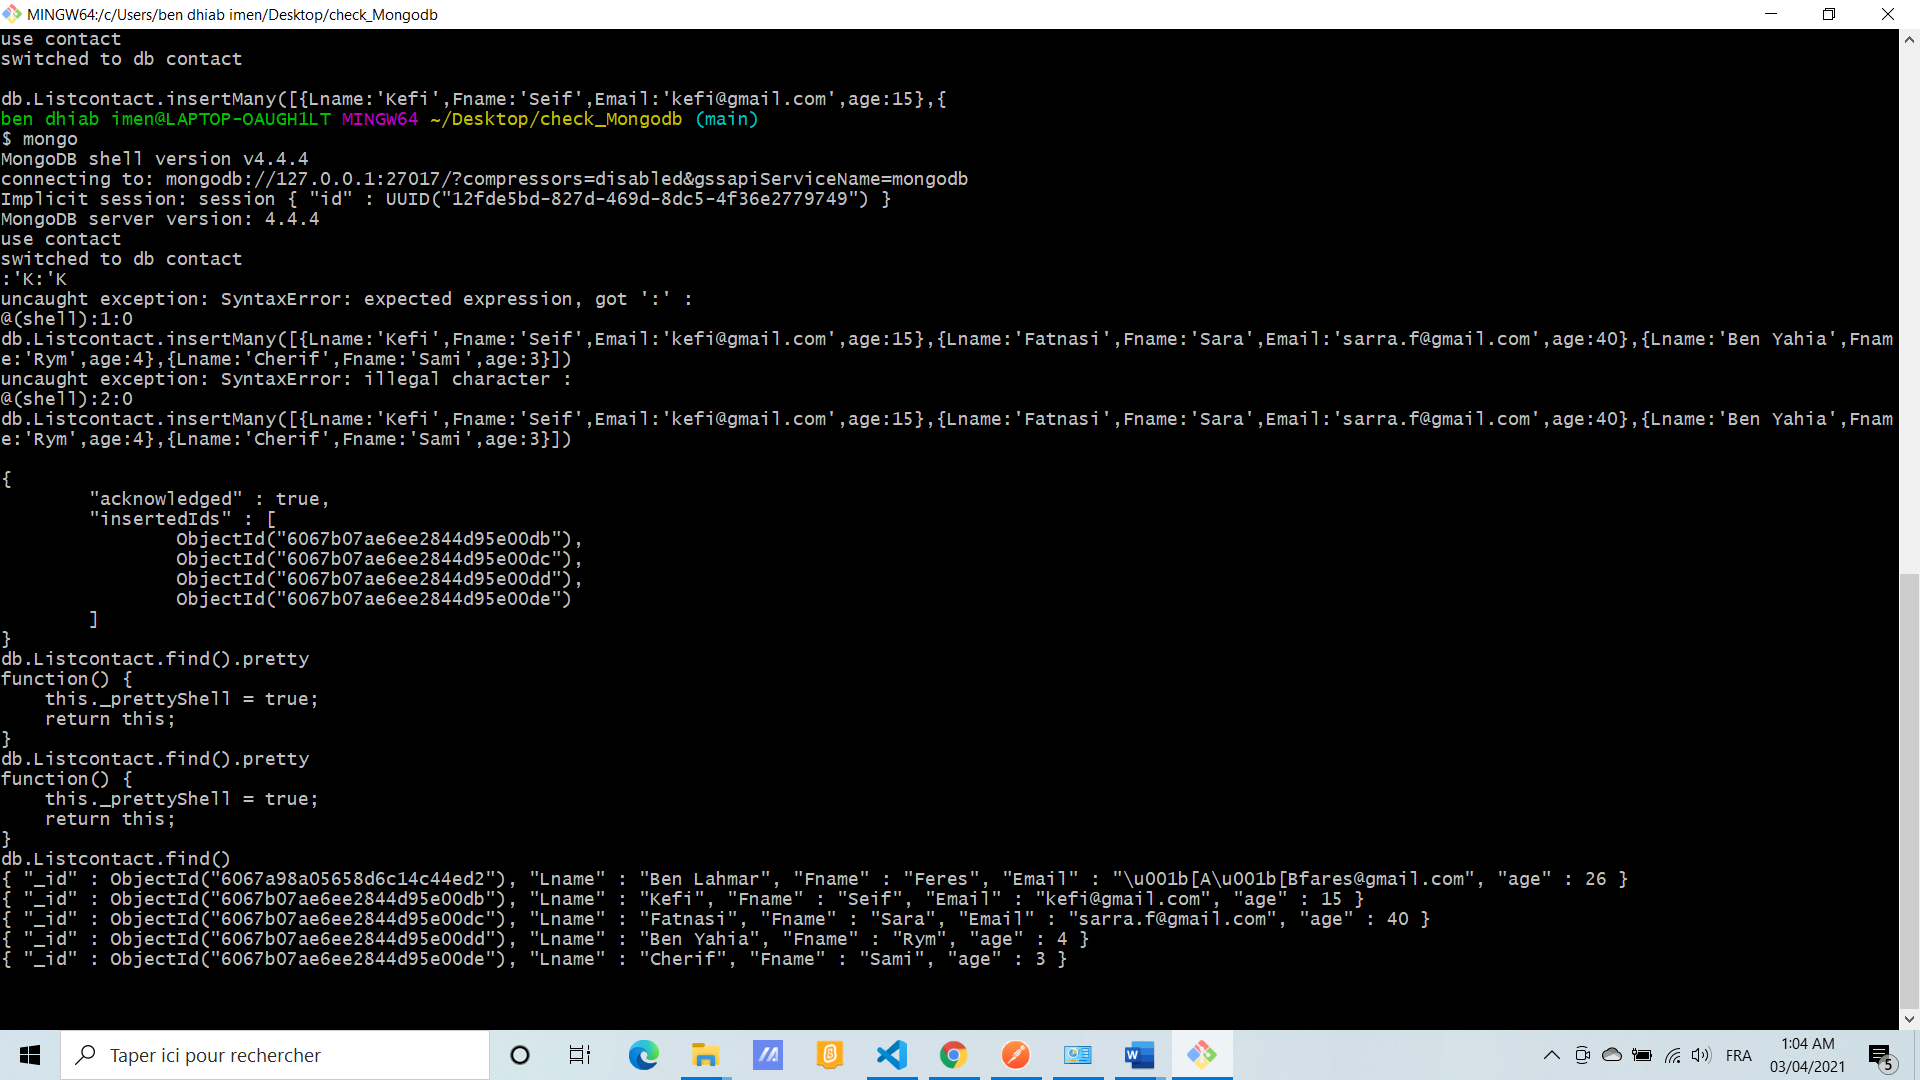 MINGW64:/c/Users/ben dhiab imen/Desktop/check_Mongodb
use contact
switched to db contact
db.Listcontact.insertMany([{Lname:'Kefi',Fname:'Seif',Email:'kefi@gmail.com',age:15},{
ben dhiab imen@LAPTOP-OAUGH1LT MINGW64 ~/Desktop/check_Mongodb (main)
$ mongo
MongoDB shell version v4.4.4
connecting to: mongodb://127.0.0.1:27017/?compressors=disabled&gssapiServiceName=mongodb
Implicit session: session { "id" : UUID("12fde5bd-827d-469d-8dc5-4f36e2779749") }
MongoDB server version: 4.4.4
use contact
switched to db contact
:'K:'K
uncaught exception: SyntaxError: expected expression, got ':' :
@(shell):1:0
db.Listcontact.insertMany([{Lname:'Kefi',Fname:'Seif',Email:'kefi@gmail.com',age:15},{Lname:'Fatnasi',Fname:'Sara',Email:'sarra.f@gmail.com',age:40},{Lname:'Ben Yahia',Fnam
e:'Rym',age:4},{Lname:'Cherif',Fname:'Sami',age:3}])
uncaught exception: SyntaxError: illegal character :
@(shell):2:0
db.Listcontact.insertMany([{Lname:'Kefi',Fname:'Seif',Email:'kefi@gmail.com',age:15},{Lname:'Fatnasi',Fname:'Sara',Email:'sarra.f@gmail.com',age:40},{Lname:'Ben Yahia',Fnam
e:'Rym',age:4},{Lname:'Cherif',Fname:'Sami',age:3}])
{
"acknowledged" : true,
"insertedIds" : [
ObjectId("6067b07ae6ee2844d95e00db"),
ObjectId("6067b07ae6ee2844d95e00dc"),
ObjectId("6067b07ae6ee2844d95e00dd"),
ObjectId("6067b07ae6ee2844d95e00de")
]
}
db.Listcontact.find().pretty
function() {
this._prettyShell = true;
return this;
}
db.Listcontact.find().pretty
function() {
this._prettyShell = true;
return this;
}
db.Listcontact.find()
{ "_id" : ObjectId("6067a98a05658d6c14c44ed2"), "Lname" : "Ben Lahmar", "Fname" : "Feres", "Email" : "\u001b[A\u001b[Bfares@gmail.com", "age" : 26 }
{ "_id" : ObjectId("6067b07ae6ee2844d95e00db"), "Lname" : "Kefi", "Fname" : "Seif", "Email" : "kefi@gmail.com", "age" : 15 }
{ "_id" : ObjectId("6067b07ae6ee2844d95e00dc"), "Lname" : "Fatnasi", "Fname" : "Sara", "Email" : "sarra.f@gmail.com", "age" : 40 }
{ "_id" : ObjectId("6067b07ae6ee2844d95e00dd"), "Lname" : "Ben Yahia", "Fname" : "Rym", "age" : 4 }
{ "_id" : ObjectId("6067b07ae6ee2844d95e00de"), "Lname" : "Cherif", "Fname" : "Sami", "age" : 3 }
Taper ici pour rechercher
FRA
1:04 AM
03/04/2021
5